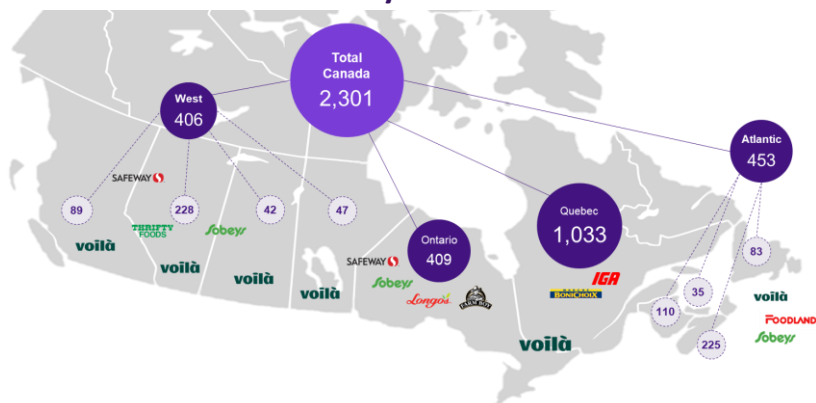 Total
Canada
2,301
West
406
Atlantic
453
SAFEWAY
89
228
42
47
THRIFTY
FOODS
Sobeys
voilà
voilà
voilà
voilà
SAFEWAY
Ontario
409
Sobeys
Longo's
FARM BOY
Quebec
1,033
IGA
BONICHOIX
voilà
83
35
110
225
voilà
FOODLAND
Sobeys